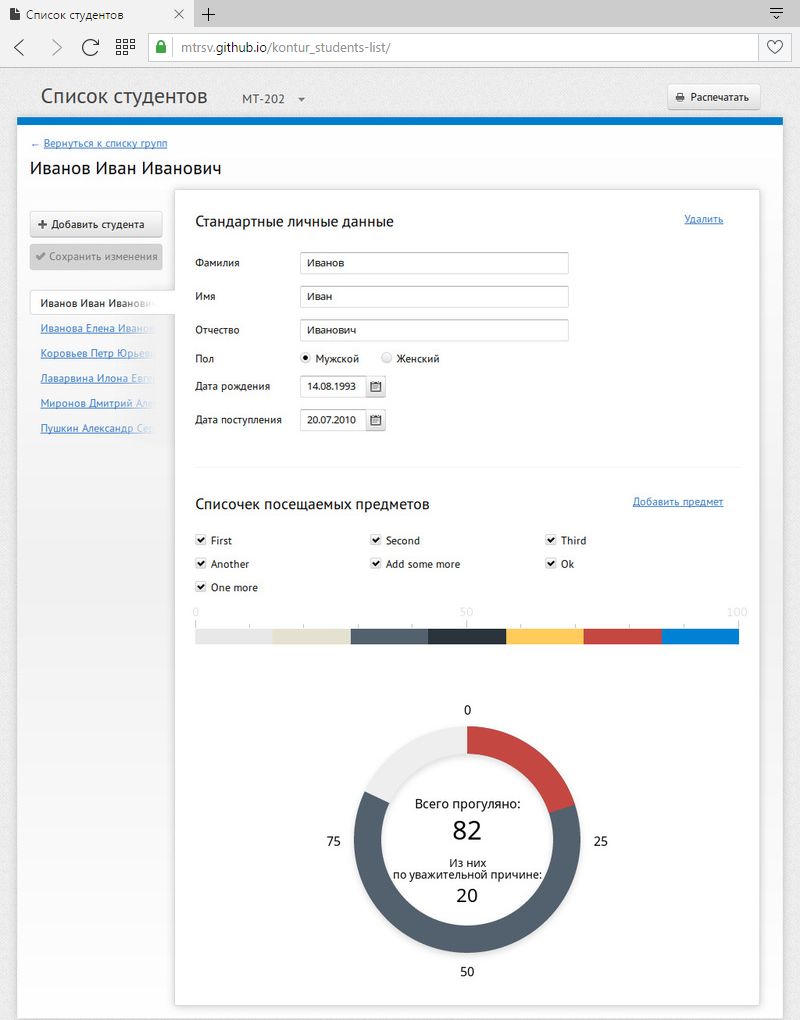 Список студентов
mtrsv.github.io/kontur_students-list/
Список студентов
МТ-202
Распечатать
← Вернуться к списку групп
Иванов Иван Иванович
Добавить студента
Сохранить изменения
Иванов Иван Иванович
Иванова Елена Иванов
Коровьев Петр Юрьев
Лаварвина Илона Евге
Миронов Дмитрий Але
Пушкин Александр Сер
Стандартные личные данные
Удалить
Фамилия
Иванов
Имя
Иван
Отчество
Иванович
Пол
Мужской
Женский
Дата рождения
14.08.1993
Дата поступления
20.07.2010
Списочек посещаемых предметов
Добавить предмет
First
Second
Third
Another
Add some more
Ok
One more
0
50
100
0
25
50
75
Всего прогуляно:
82
Из них
по уважительной причине:
20